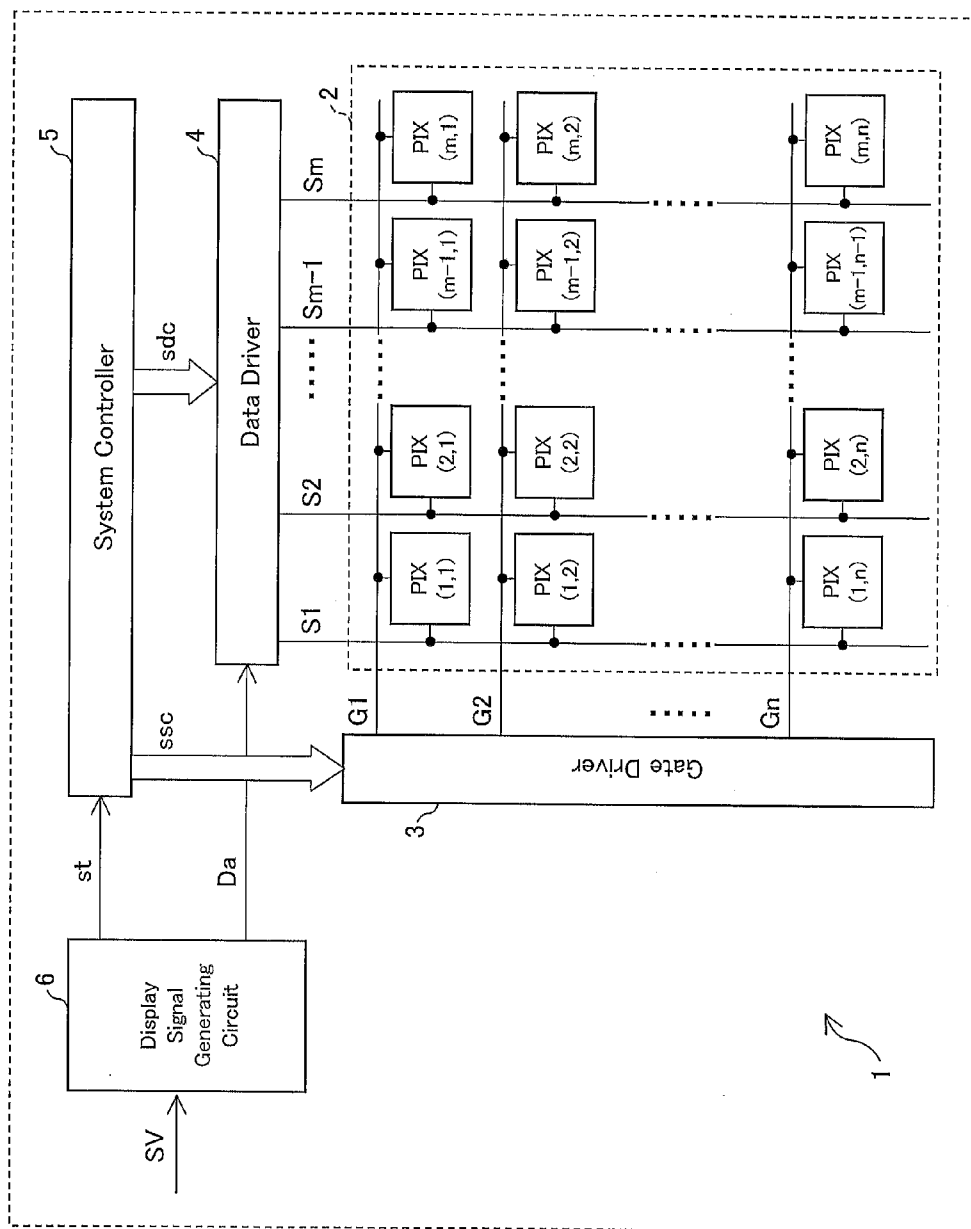 SV
6
Display
Signal
Generating
Circuit
st
Da
System Controller
5
ssc
sdc
Data Driver
4
S1
S2
.....
Sm-1
Sm
2
Gate Driver
3
G1
PIX
(1,1)
PIX
(2,1)
.....
PIX
(m-1,1)
PIX
(m,1)
G2
PIX
(1,2)
PIX
(2,2)
.....
PIX
(m-1,2)
PIX
(m,2)
.....
.....
.....
.....
.....
Gn
PIX
(1,n)
PIX
(2,n)
.....
PIX
(m-1,n-1)
PIX
(m,n)
1